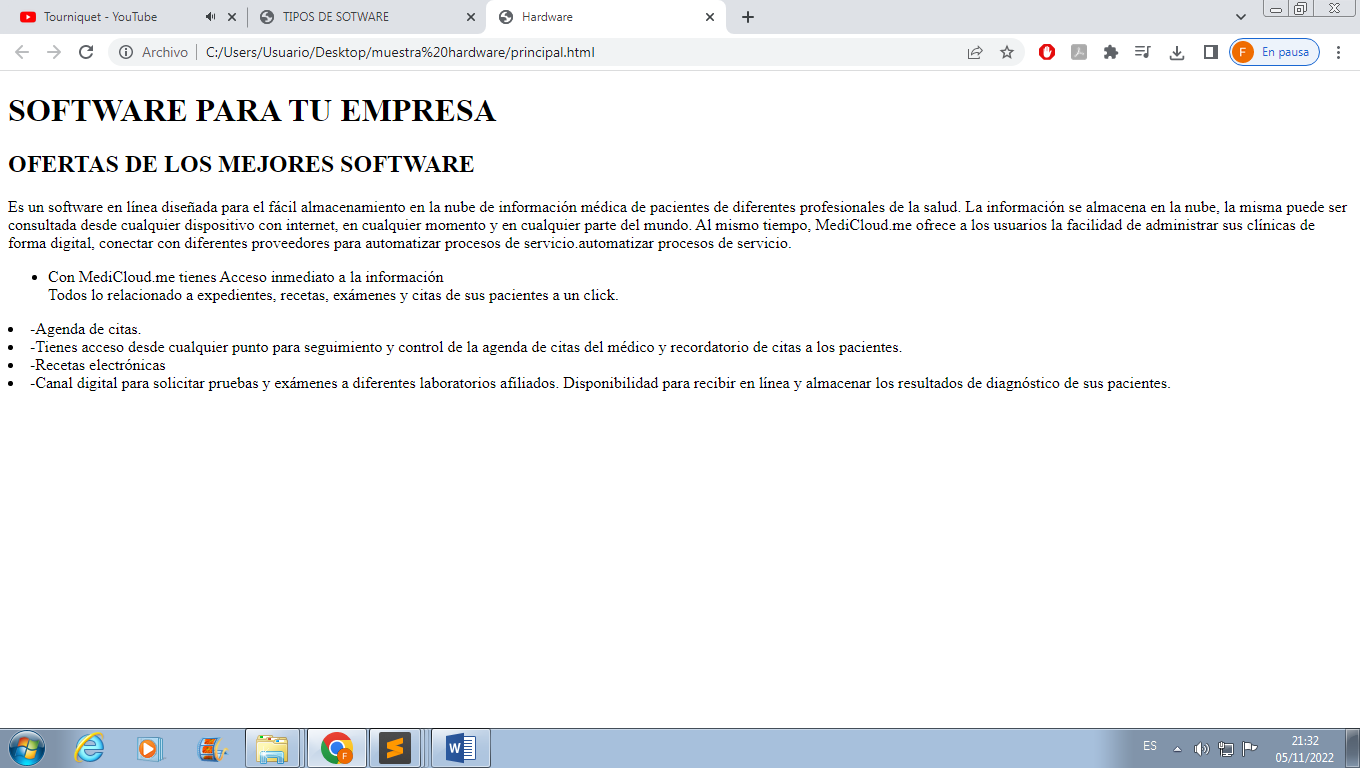 Tourniquet - YouTube
TIPOS DE SOTWARE
Hardware
Archivo
C:/Users/Usuario/Desktop/muestra%20hardware/principal.html
F
En pausa
SOFTWARE PARA TU EMPRESA
OFERTAS DE LOS MEJORES SOFTWARE
Es un software en línea diseñada para el fácil almacenamiento en la nube de información médica de pacientes de diferentes profesionales de la salud. La información se almacena en la nube, la misma puede ser
consultada desde cualquier dispositivo con internet, en cualquier momento y en cualquier parte del mundo. Al mismo tiempo, MediCloud.me ofrece a los usuarios la facilidad de administrar sus clínicas de
forma digital, conectar con diferentes proveedores para automatizar procesos de servicio.automatizar procesos de servicio.
• Con MediCloud.me tienes Acceso inmediato a la información
Todos lo relacionado a expedientes, recetas, exámenes y citas de sus pacientes a un click.
• -Agenda de citas.
• -Tienes acceso desde cualquier punto para seguimiento y control de la agenda de citas del médico y recordatorio de citas a los pacientes.
• -Recetas electrónicas
• -Canal digital para solicitar pruebas y exámenes a diferentes laboratorios afiliados. Disponibilidad para recibir en línea y almacenar los resultados de diagnóstico de sus pacientes.
F
W
ES
21:32
05/11/2022